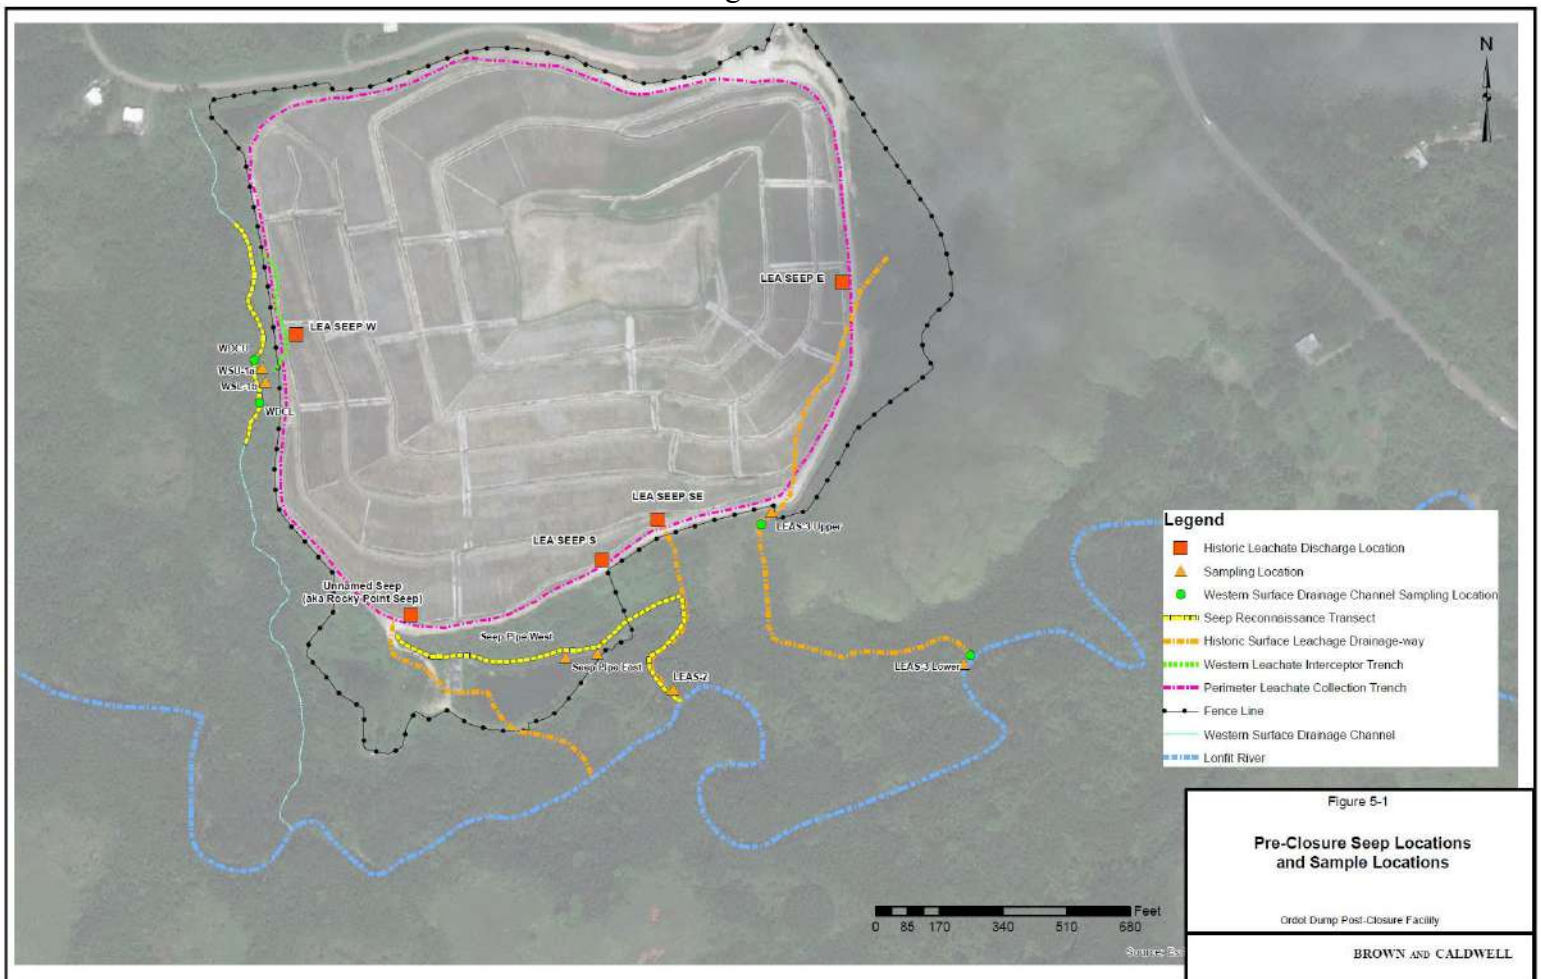 N
LEA SEEP E
LEA SEEP W
WDCU
WSU-1a
WSL-1b
WDCL
LEA SEEP SE
LEAS-3 Upper
LEA SEEP S
Unnamed Seep
(aka Rocky Point Seep)
Seep Pipe West
Seep Pipe East
LEAS-2
LEAS-3 Lower
Legend
Historic Leachate Discharge Location
Sampling Location
Western Surface Drainage Channel Sampling Location
Seep Reconnaissance Transect
Historic Surface Leachage Drainage-way
Western Leachate Interceptor Trench
Perimeter Leachate Collection Trench
Fence Line
Western Surface Drainage Channel
Lonfit River
Feet
0 85 170 340 510 680
Source: Es
Figure 5-1
Pre-Closure Seep Locations
and Sample Locations
Ordot Dump Post-Closure Facility
BROWN AND CALDWELL